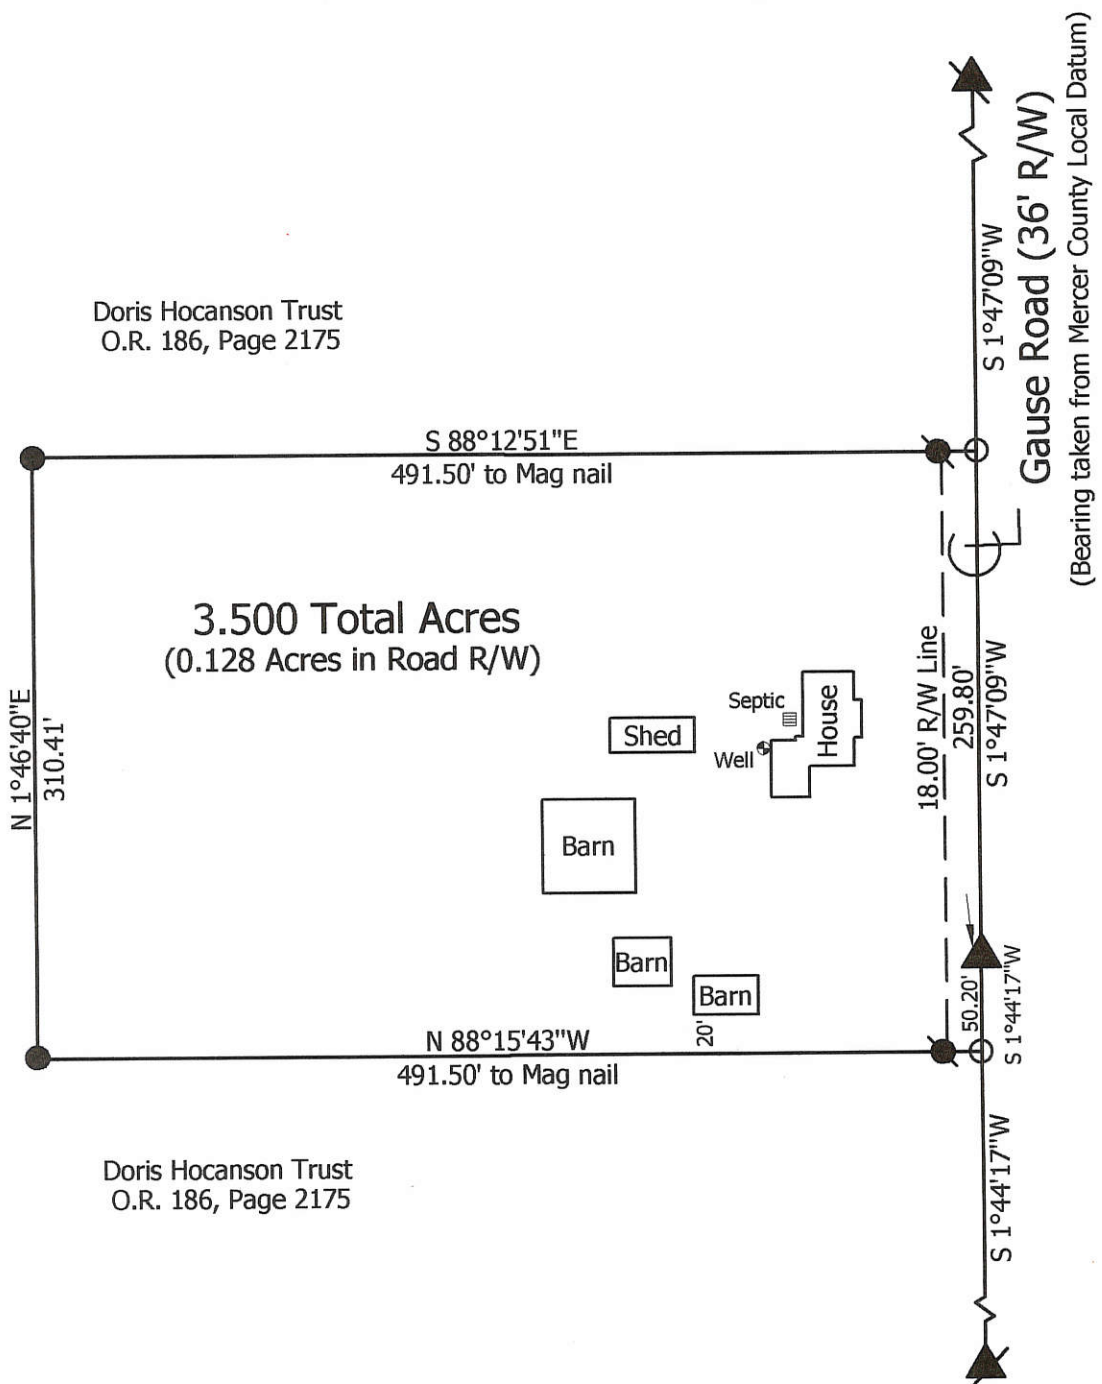 Doris Hocanson Trust
O.R. 186, Page 2175
S 1°47'09"W
Gause Road (36' R/W)
(Bearing taken from Mercer County Local Datum)
S 88°12'51"E
491.50' to Mag nail
3.500 Total Acres
(0.128 Acres in Road R/W)
N 1°46'40"E
310.41'
Septic
Shed
Well
House
18.00' R/W Line
259.80'
S 1°47'09"W
Barn
Barn
Barn
20'
50.20'
S 1°44'17"W
N 88°15'43"W
491.50' to Mag nail
S 1°44'17"W
Doris Hocanson Trust
O.R. 186, Page 2175